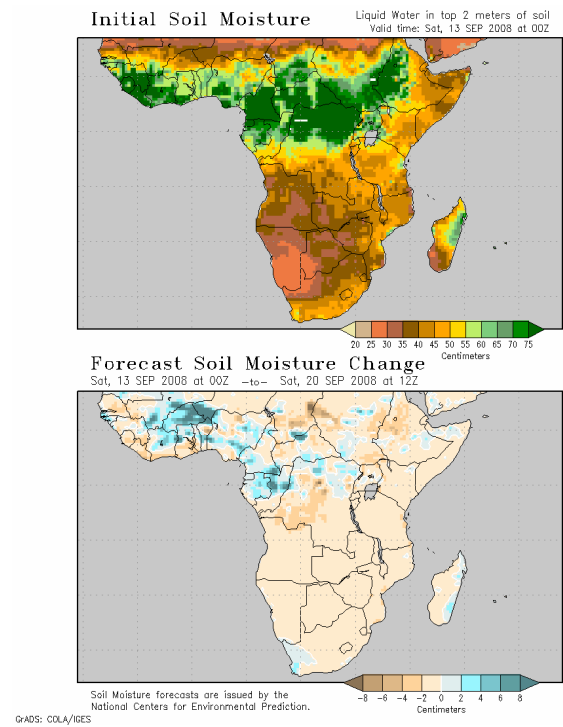 Initial Soil Moisture
Liquid Water in top 2 meters of soil
Valid time: Sat, 13 SEP 2008 at 00Z
20 25 30 35 40 45 50 55 60 65 70 75
Centimeters
Forecast Soil Moisture Change
Sat, 13 SEP 2008 at 00Z -to- Sat, 20 SEP 2008 at 12Z
-8 -6 -4 -2 0 2 4 6 8
Centimeters
Soil Moisture forecasts are issued by the
National Centers for Environmental Prediction.
GrADS: COLA/IGES